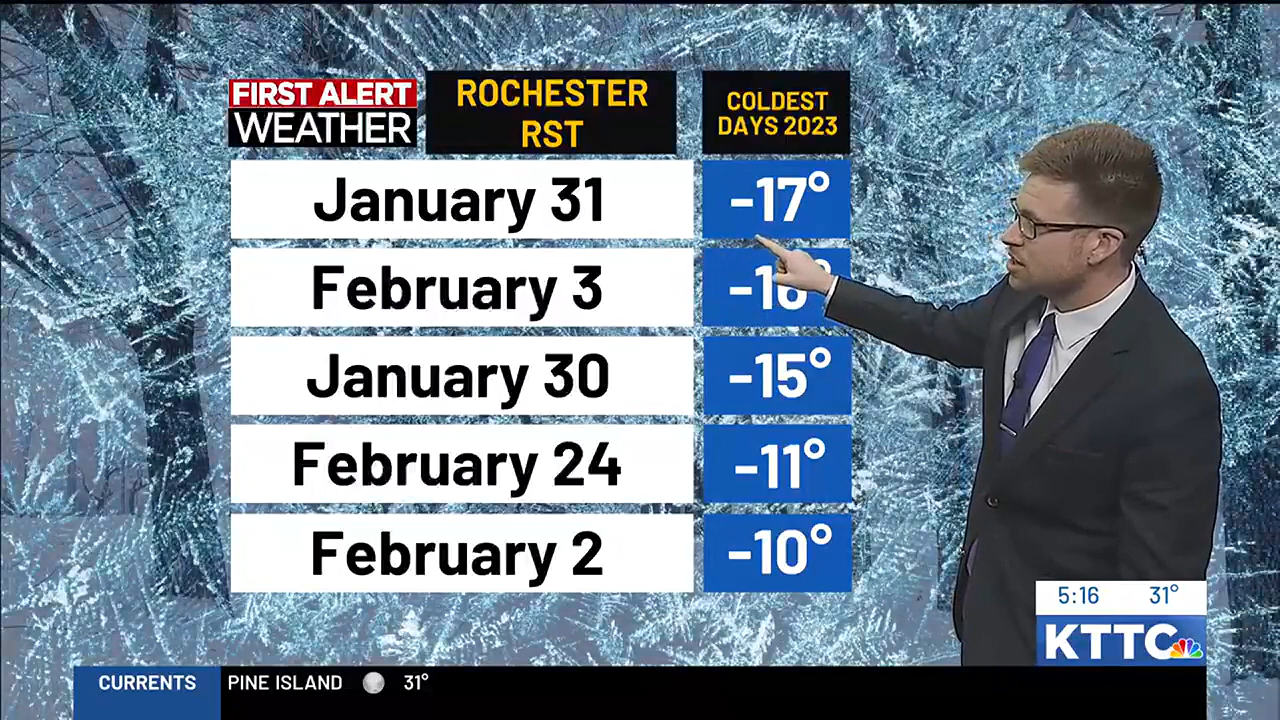 FIRST ALERT
WEATHER
ROCHESTER
RST
COLDEST
DAYS 2023
January 31
-17°
February 3
-16°
January 30
-15°
February 24
-11°
February 2
-10°
5:16 31°
KTTC
CURRENTS
PINE ISLAND 31°